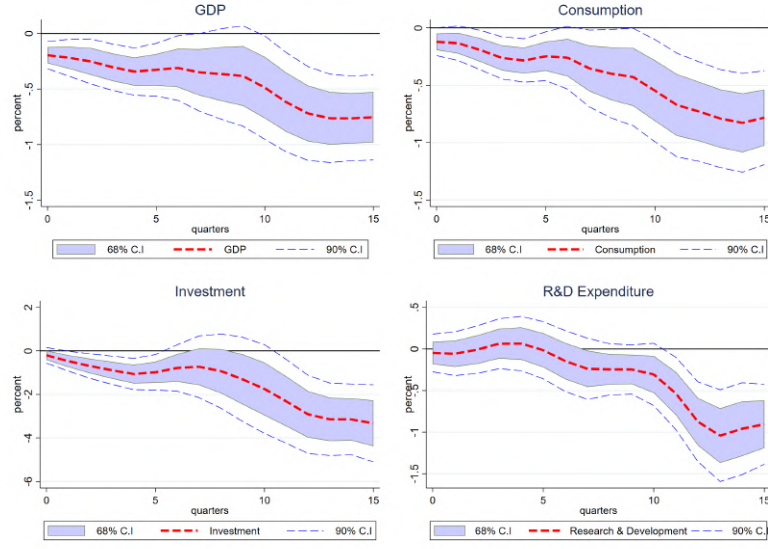 GDP
Consumption
percent
0
-.5
-1
-1.5
0
5
10
15
quarters
68% C.I
GDP
90% C.I
percent
0
-.5
-1
-1.5
0
5
10
15
quarters
68% C.I
Consumption
90% C.I
Investment
R&D Expenditure
percent
2
0
-2
-4
-6
0
5
10
15
quarters
68% C.I
Investment
90% C.I
percent
.5
0
-.5
-1
-1.5
0
5
10
15
quarters
68% C.I
Research & Development
90% C.I